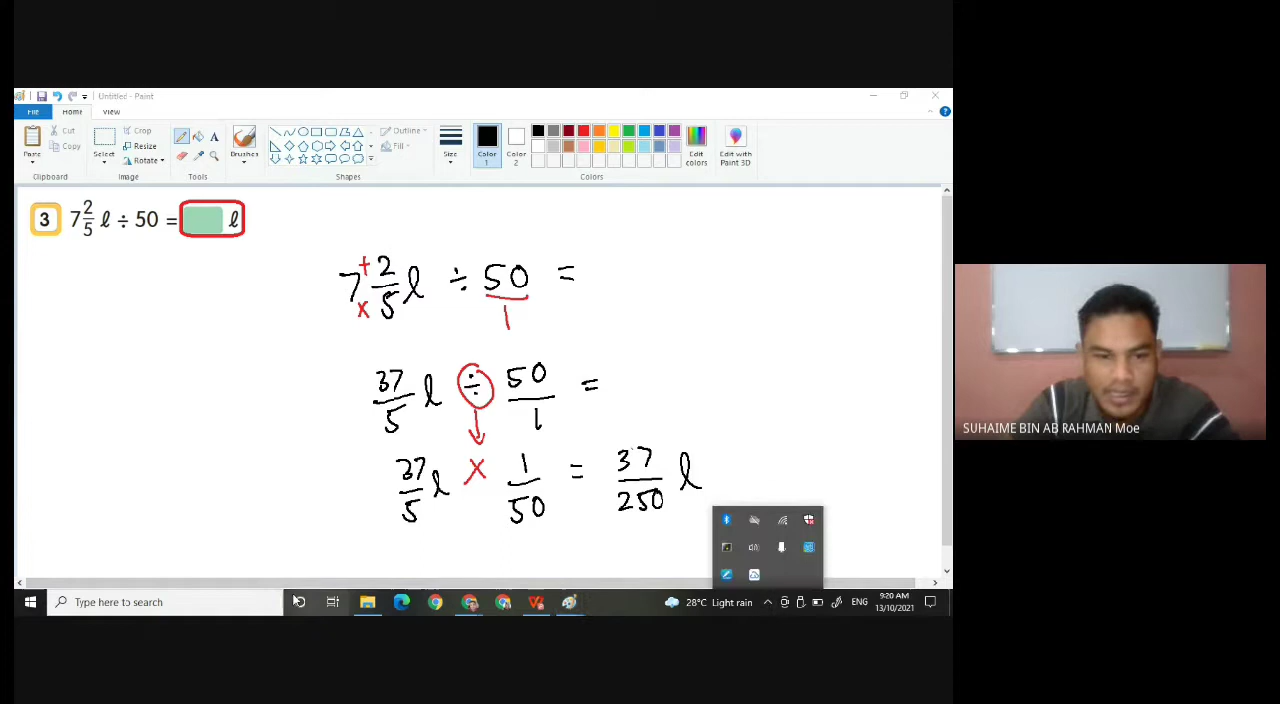 Untitled - Paint
File Home View
Paste
Cut
Copy
Clipboard
Select
Crop
Resize
Rotate
Image
Tools
Brushes
Outline
Fill
Shapes
Size
Color 1
Color 2
Colors
Edit colors
Edit with Paint 3D
3 7 2/5 ℓ ÷ 50 = ℓ
7 + × 2/5 ℓ ÷ 50/1 =
37/5 ℓ ÷ 50/1 =
37/5 ℓ × 1/50 = 37/250 ℓ
SUHAIME BIN AB RAHMAN Moe
Type here to search
28°C Light rain
ENG
9:20 AM
13/10/2021